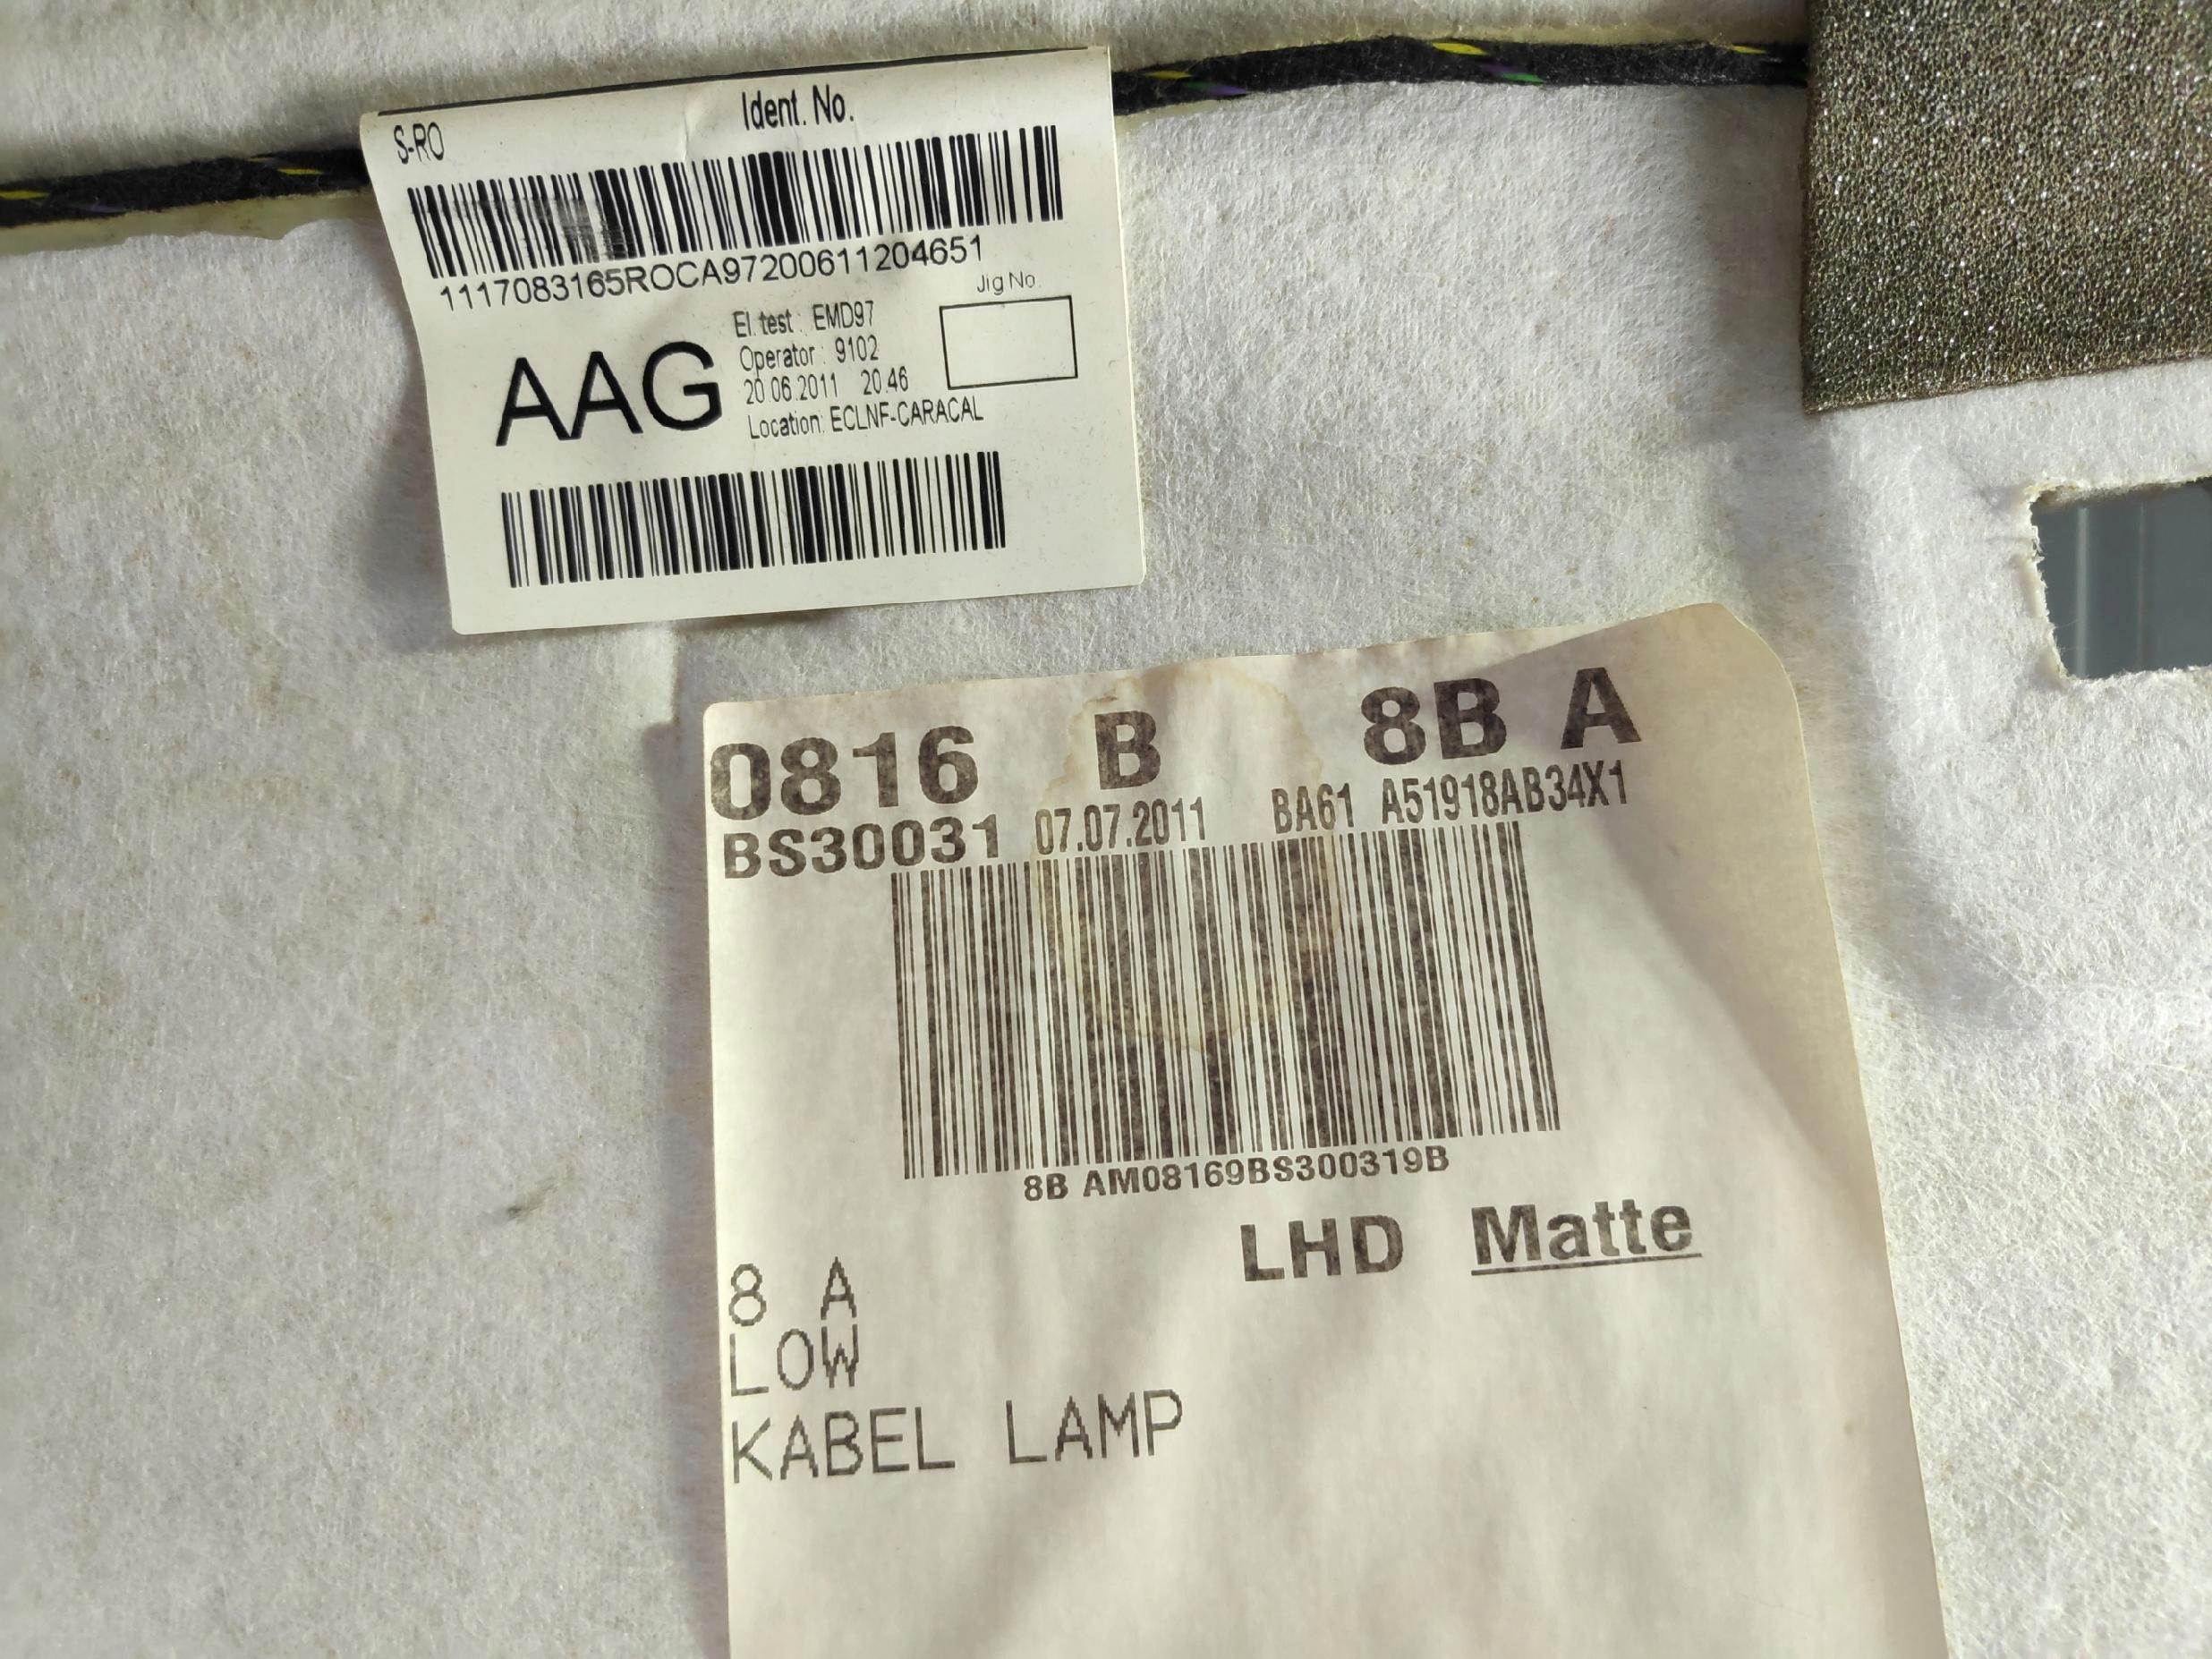 S-RO
Ident. No.
1117083165ROCA97200611204651
Jig No
AAG
El. test : EMD97
Operator : 9102
20.06.2011 20.46
Location: ECLNF-CARACAL
0816 B 8B A
BS30031 07.07.2011 BA61 A51918AB34X1
8B AM08169BS300319B
LHD Matte
8 A
LOW
KABEL LAMP